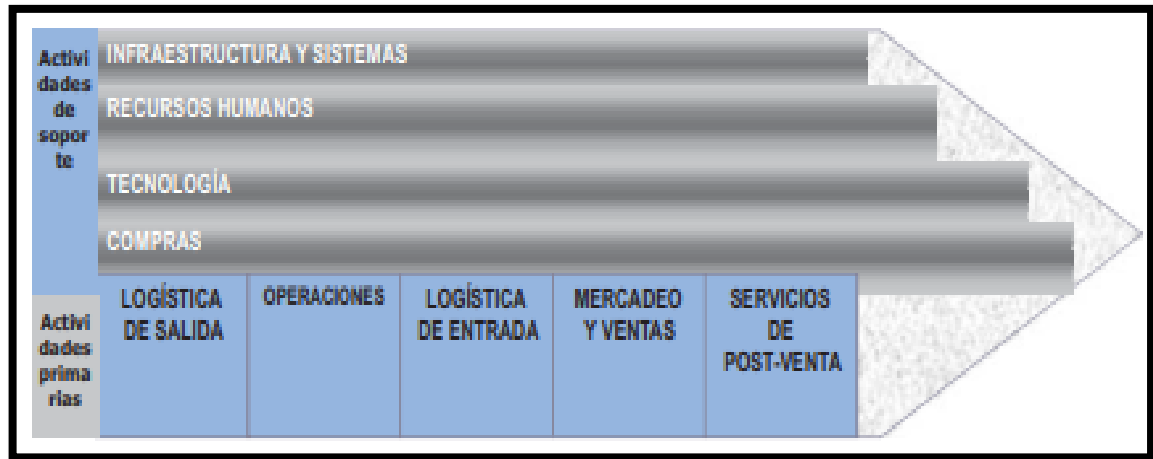 Activi
dades
de
sopor
te
INFRAESTRUCTURA Y SISTEMAS
RECURSOS HUMANOS
TECNOLOGÍA
COMPRAS
Activi
dades
prima
rias
LOGÍSTICA
DE SALIDA
OPERACIONES
LOGÍSTICA
DE ENTRADA
MERCADEO
Y VENTAS
SERVICIOS
DE
POST-VENTA